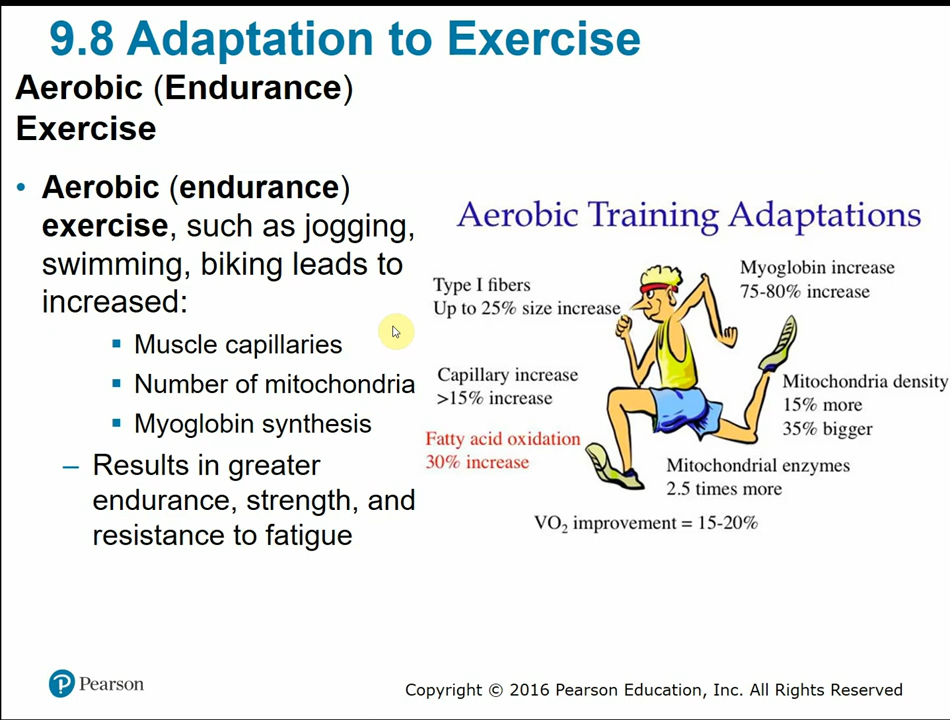 9.8 Adaptation to Exercise
Aerobic (Endurance)
Exercise
• Aerobic (endurance)
exercise, such as jogging,
swimming, biking leads to
increased:
▪ Muscle capillaries
▪ Number of mitochondria
▪ Myoglobin synthesis
– Results in greater
endurance, strength, and
resistance to fatigue
Aerobic Training Adaptations
Type I fibers
Up to 25% size increase
Myoglobin increase
75-80% increase
Capillary increase
>15% increase
Mitochondria density
15% more
35% bigger
Fatty acid oxidation
30% increase
Mitochondrial enzymes
2.5 times more
VO₂ improvement = 15-20%
P Pearson
Copyright © 2016 Pearson Education, Inc. All Rights Reserved